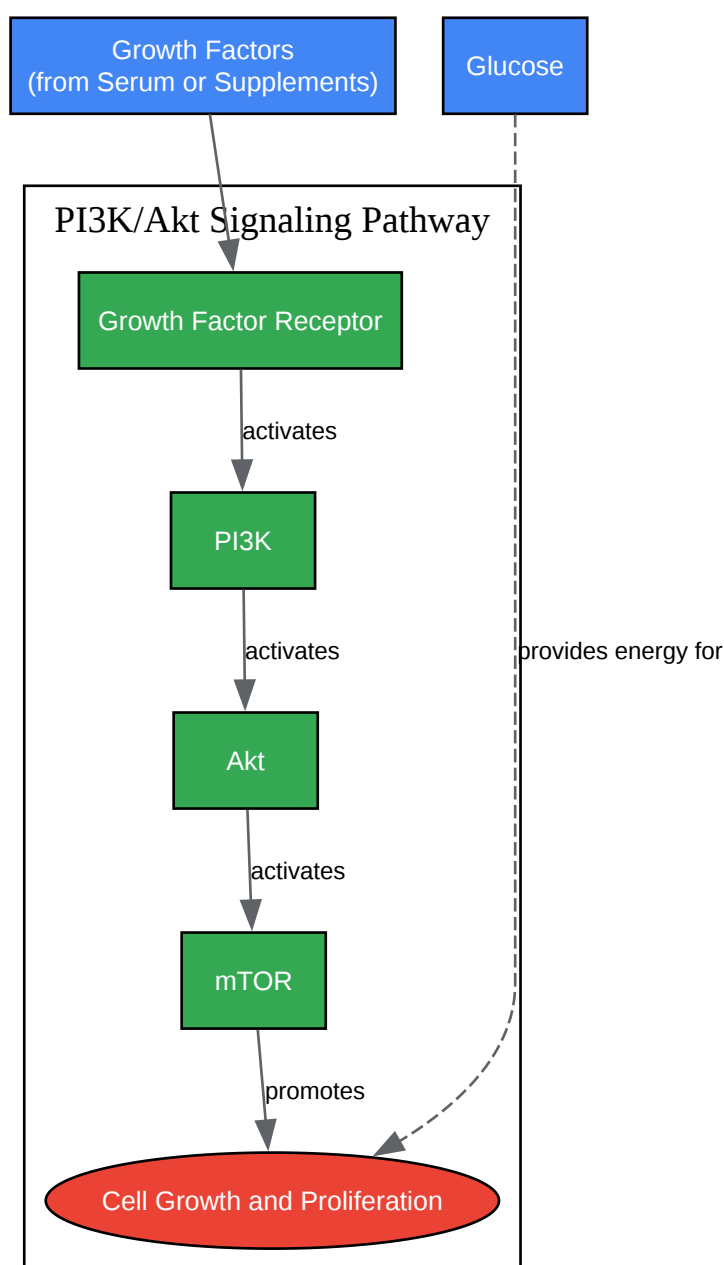 Growth Factors
(from Serum or Supplements)
Glucose
PI3K/Akt Signaling Pathway
Growth Factor Receptor
activates
PI3K
activates
provides energy for
Akt
activates
mTOR
promotes
Cell Growth and Proliferation